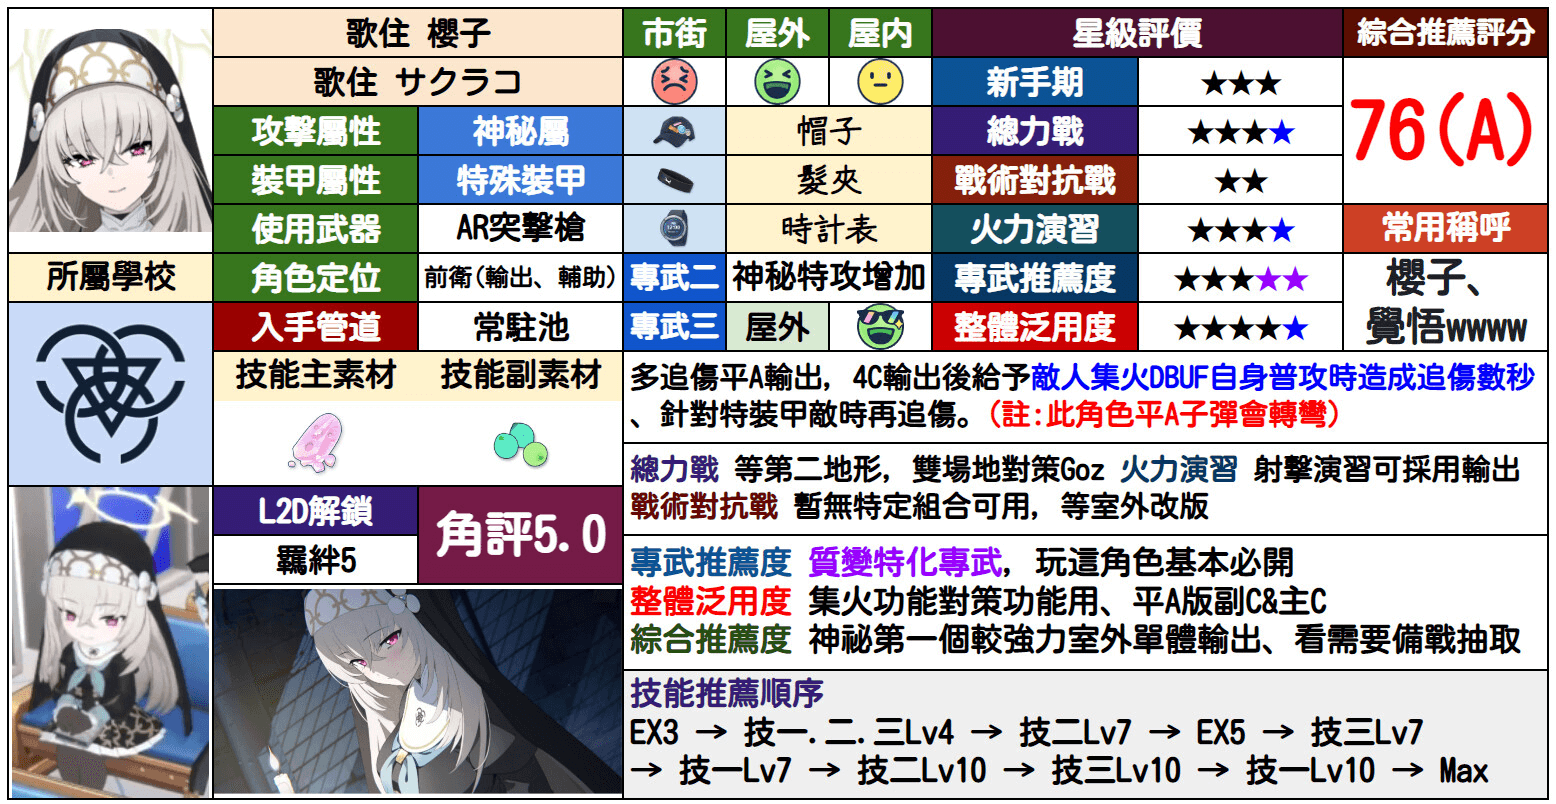 歌住 櫻子
市街
屋外
屋內
星級評價
綜合推薦評分
歌住 サクラコ
新手期
★★★
76(A)
攻擊屬性
神秘屬
帽子
總力戰
★★★★
裝甲屬性
特殊裝甲
髮夾
戰術對抗戰
★★
使用武器
AR突擊槍
時計表
火力演習
★★★★
常用稱呼
所屬學校
角色定位
前衛(輸出、輔助)
專武二
神秘特攻增加
專武推薦度
★★★★★
櫻子、
覺悟wwww
入手管道
常駐池
專武三
屋外
整體泛用度
★★★★★
技能主素材
技能副素材
多追傷平A輸出, 4C輸出後給予敵人集火DBUF自身普攻時造成追傷數秒
、針對特裝甲敵時再追傷。(註:此角色平A子彈會轉彎)
總力戰 等第二地形, 雙場地對策Goz 火力演習 射擊演習可採用輸出
戰術對抗戰 暫無特定組合可用, 等室外改版
L2D解鎖
角評5.0
羈絆5
專武推薦度 質變特化專武, 玩這角色基本必開
整體泛用度 集火功能對策功能用、平A版副C&主C
綜合推薦度 神祕第一個較強力室外單體輸出、看需要備戰抽取
技能推薦順序
EX3 → 技一.二.三Lv4 → 技二Lv7 → EX5 → 技三Lv7
→ 技一Lv7 → 技二Lv10 → 技三Lv10 → 技一Lv10 → Max